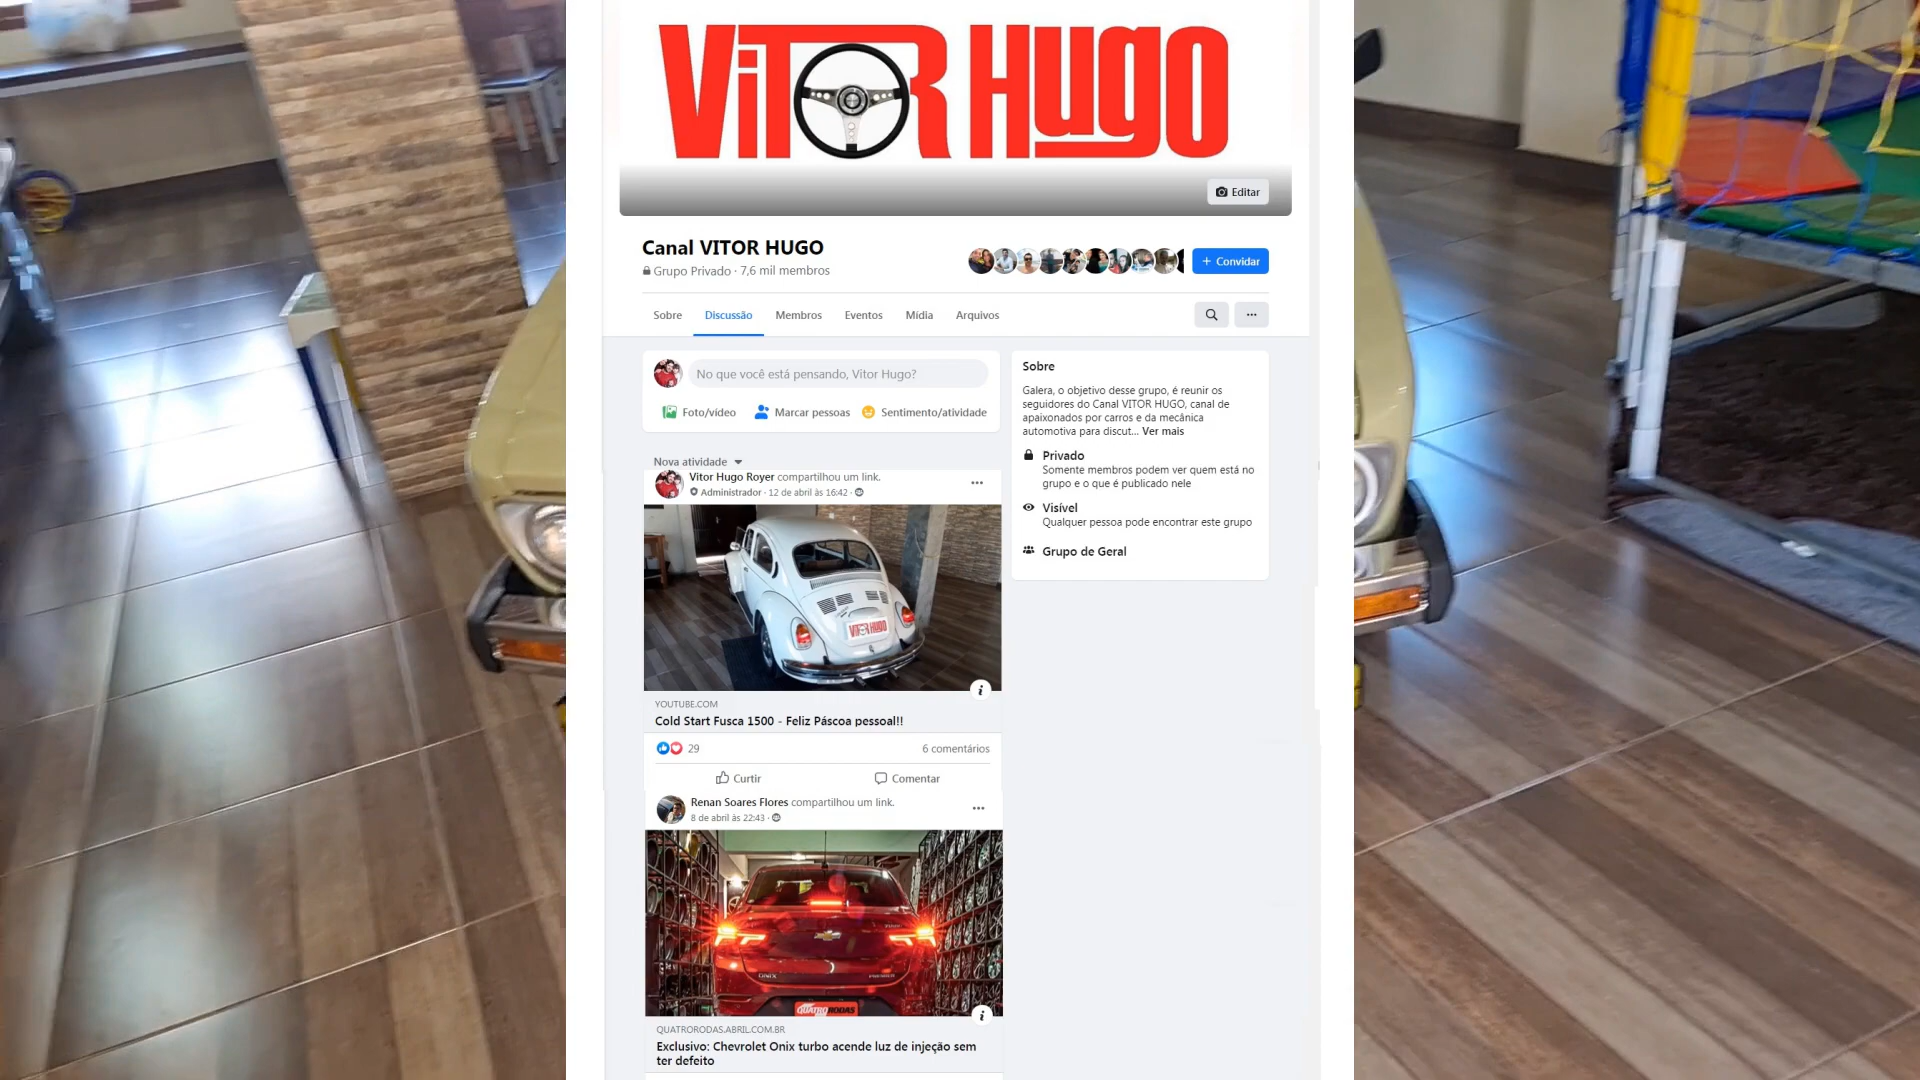 VITOR Hugo
Editar
Canal VITOR HUGO
Grupo Privado · 7,6 mil membros
+ Convidar
Sobre
Discussão
Membros
Eventos
Mídia
Arquivos
No que você está pensando, Vitor Hugo?
Foto/vídeo
Marcar pessoas
Sentimento/atividade
Nova atividade
Vitor Hugo Royer compartilhou um link.
Administrador · 12 de abril às 16:42 ·
VITOR HUGO
YOUTUBE.COM
Cold Start Fusca 1500 - Feliz Páscoa pessoal!!
29
6 comentários
Curtir
Comentar
Renan Soares Flores compartilhou um link.
8 de abril às 22:43 ·
ONIX
PREMIER
QUATRO RODAS
QUATRORODAS.ABRIL.COM.BR
Exclusivo: Chevrolet Onix turbo acende luz de injeção sem
ter defeito
Sobre
Galera, o objetivo desse grupo, é reunir os
seguidores do Canal VITOR HUGO, canal de
apaixonados por carros e da mecânica
automotiva para discut... Ver mais
Privado
Somente membros podem ver quem está no
grupo e o que é publicado nele
Visível
Qualquer pessoa pode encontrar este grupo
Grupo de Geral